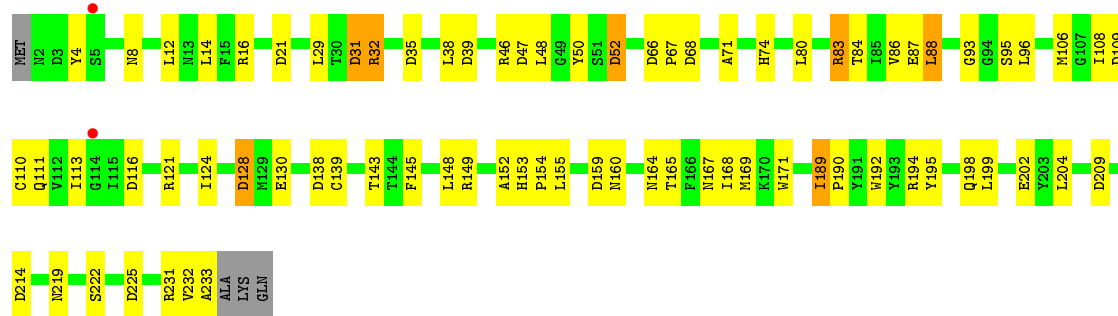 MET N2 D3 Y4 S5 N8 L12 N13 L14 F15 R16 D21 L29 T30 D31 R32 D35 L38 D39 R46 D47 L48 G49 Y50 S51 D52 D66 P67 D68 A71 H74 L80 R83 T84 I85 V86 E87 L88 G93 G94 S95 L96 M106 G107 I108 D109
C110 Q111 V112 I113 G114 I115 D116 R121 I124 D128 M129 E130 D138 C139 T143 T144 F145 L148 R149 A152 H153 P154 L155 D159 N160 N164 T165 F166 N167 I168 M169 K170 W171 I189 P190 Y191 W192 Y193 R194 Y195 Q198 L199 E202 Y203 L204 D209
D214 N219 S222 D225 R231 V232 A233 ALA LYS GLN